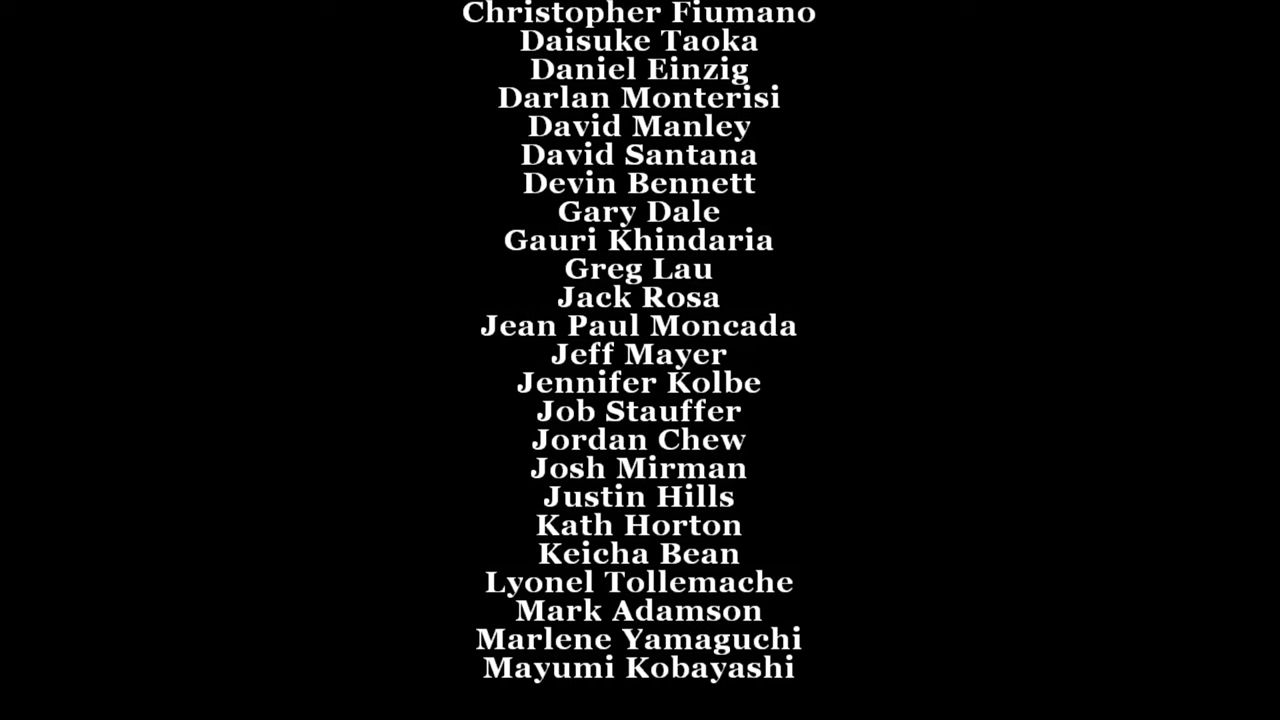 Christopher Fiumano
Daisuke Taoka
Daniel Einzig
Darlan Monterisi
David Manley
David Santana
Devin Bennett
Gary Dale
Gauri Khindaria
Greg Lau
Jack Rosa
Jean Paul Moncada
Jeff Mayer
Jennifer Kolbe
Job Stauffer
Jordan Chew
Josh Mirman
Justin Hills
Kath Horton
Keicha Bean
Lyonel Tollemache
Mark Adamson
Marlene Yamaguchi
Mayumi Kobayashi